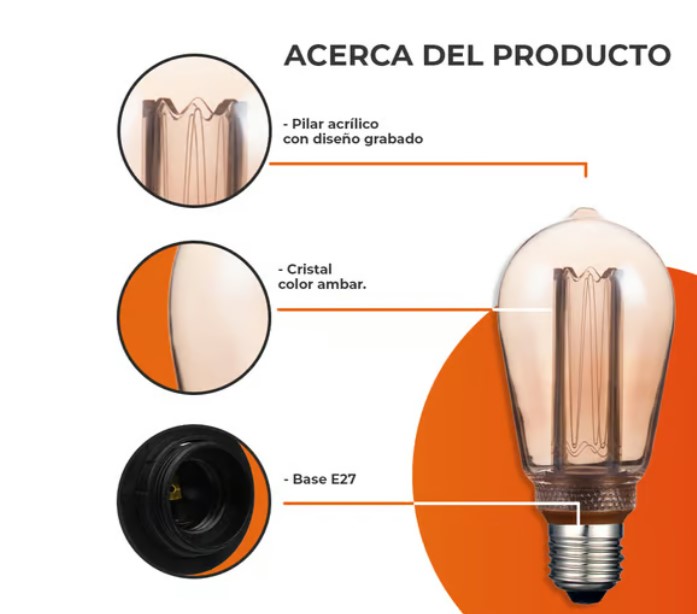 ACERCA DEL PRODUCTO
- Pilar acrílico
con diseño grabado
- Cristal
color ambar.
- Base E27